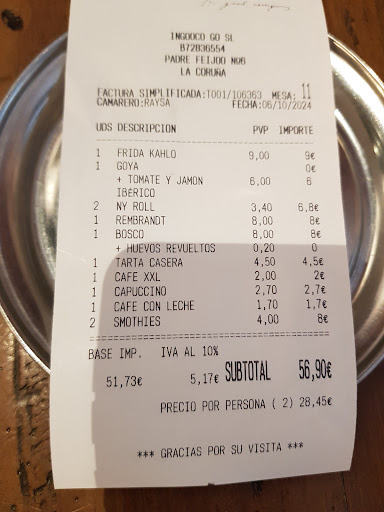 INGOOCO GO SL
B72836554
PADRE FEIJOO Nº6
LA CORUÑA
FACTURA SIMPLIFICADA:T001/106363 MESA: 11
CAMARERO:RAYSA FECHA:06/10/2024
UDS DESCRIPCION PVP IMPORTE
1 FRIDA KAHLO 9,00 9€
1 GOYA 0€
+ TOMATE Y JAMON 6,00 6
IBÉRICO
2 NY ROLL 3,40 6,8€
1 REMBRANDT 8,00 8€
1 BOSCO 8,00 8€
+ HUEVOS REVUELTOS 0,20 0
1 TARTA CASERA 4,50 4,5€
1 CAFE XXL 2,00 2€
1 CAPUCCINO 2,70 2,7€
1 CAFE CON LECHE 1,70 1,7€
2 SMOTHIES 4,00 8€
BASE IMP. IVA AL 10%
51,73€ 5,17€ SUBTOTAL 56,90€
PRECIO POR PERSONA ( 2) 28,45€
*** GRACIAS POR SU VISITA ***